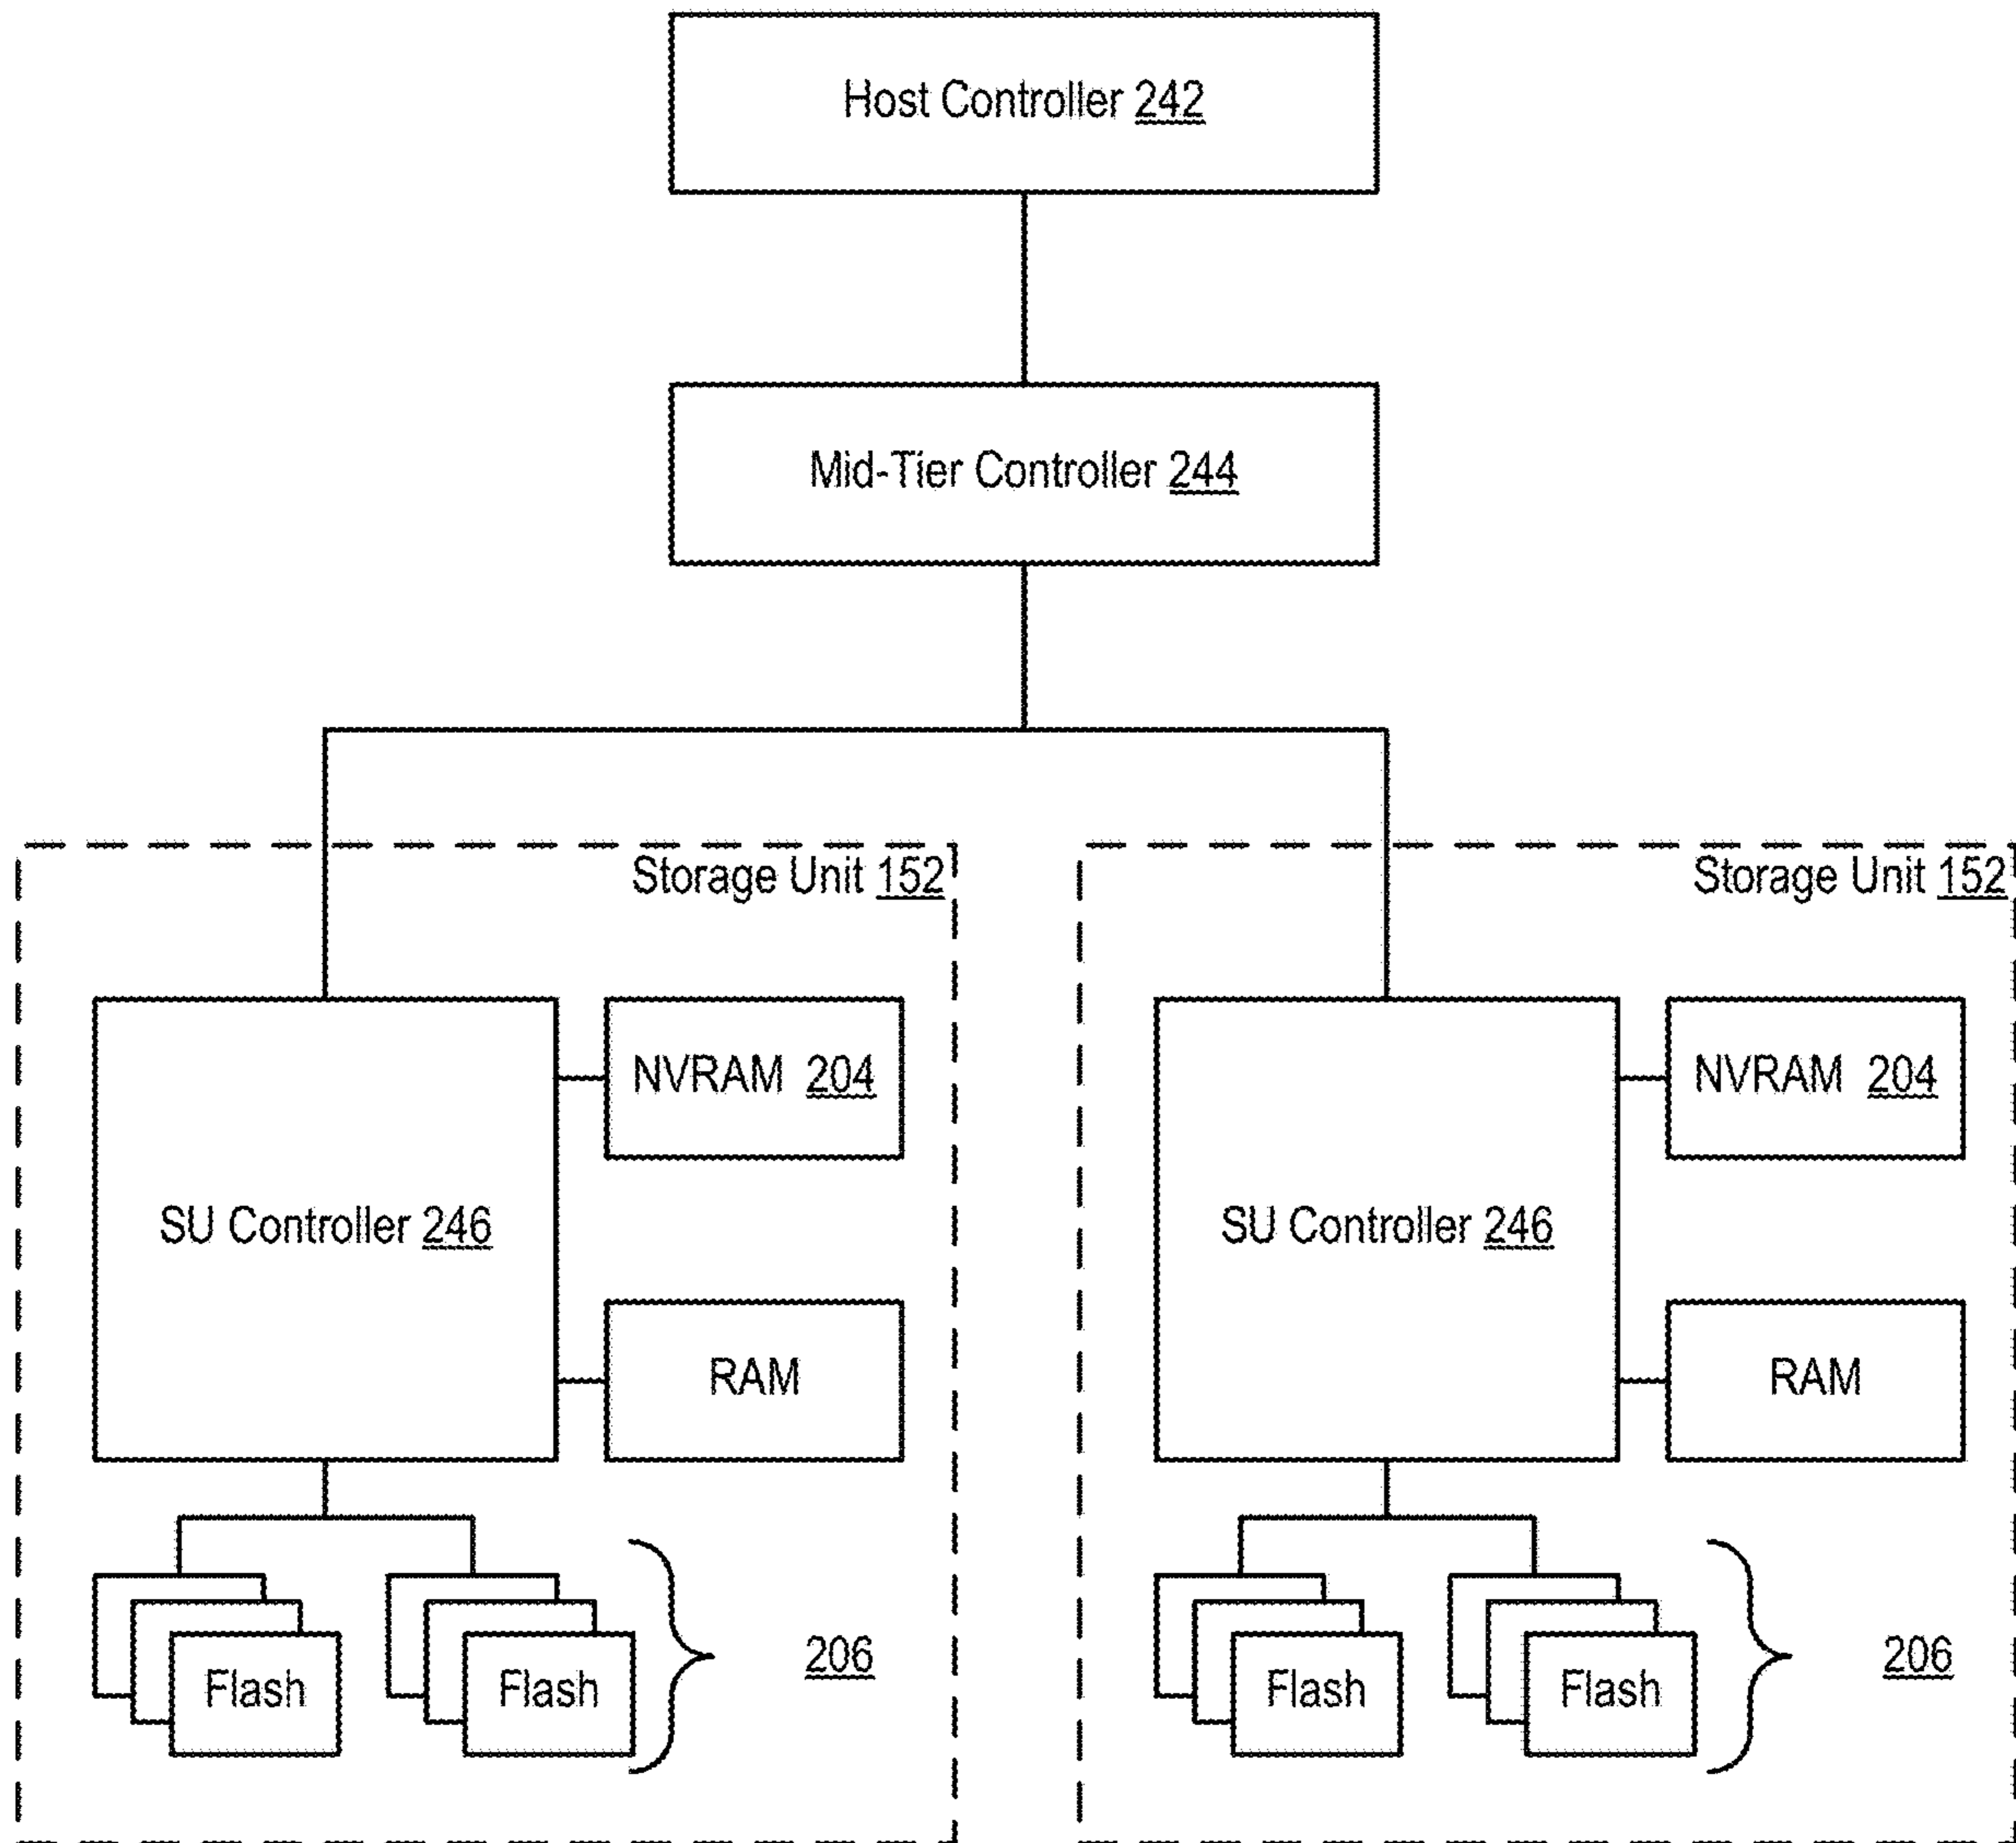 Host Controller 242
Mid-Tier Controller 244
Storage Unit 152
NVRAM 204
SU Controller 246
RAM
Flash
Flash
206
Storage Unit 152
NVRAM 204
SU Controller 246
RAM
Flash
Flash
206